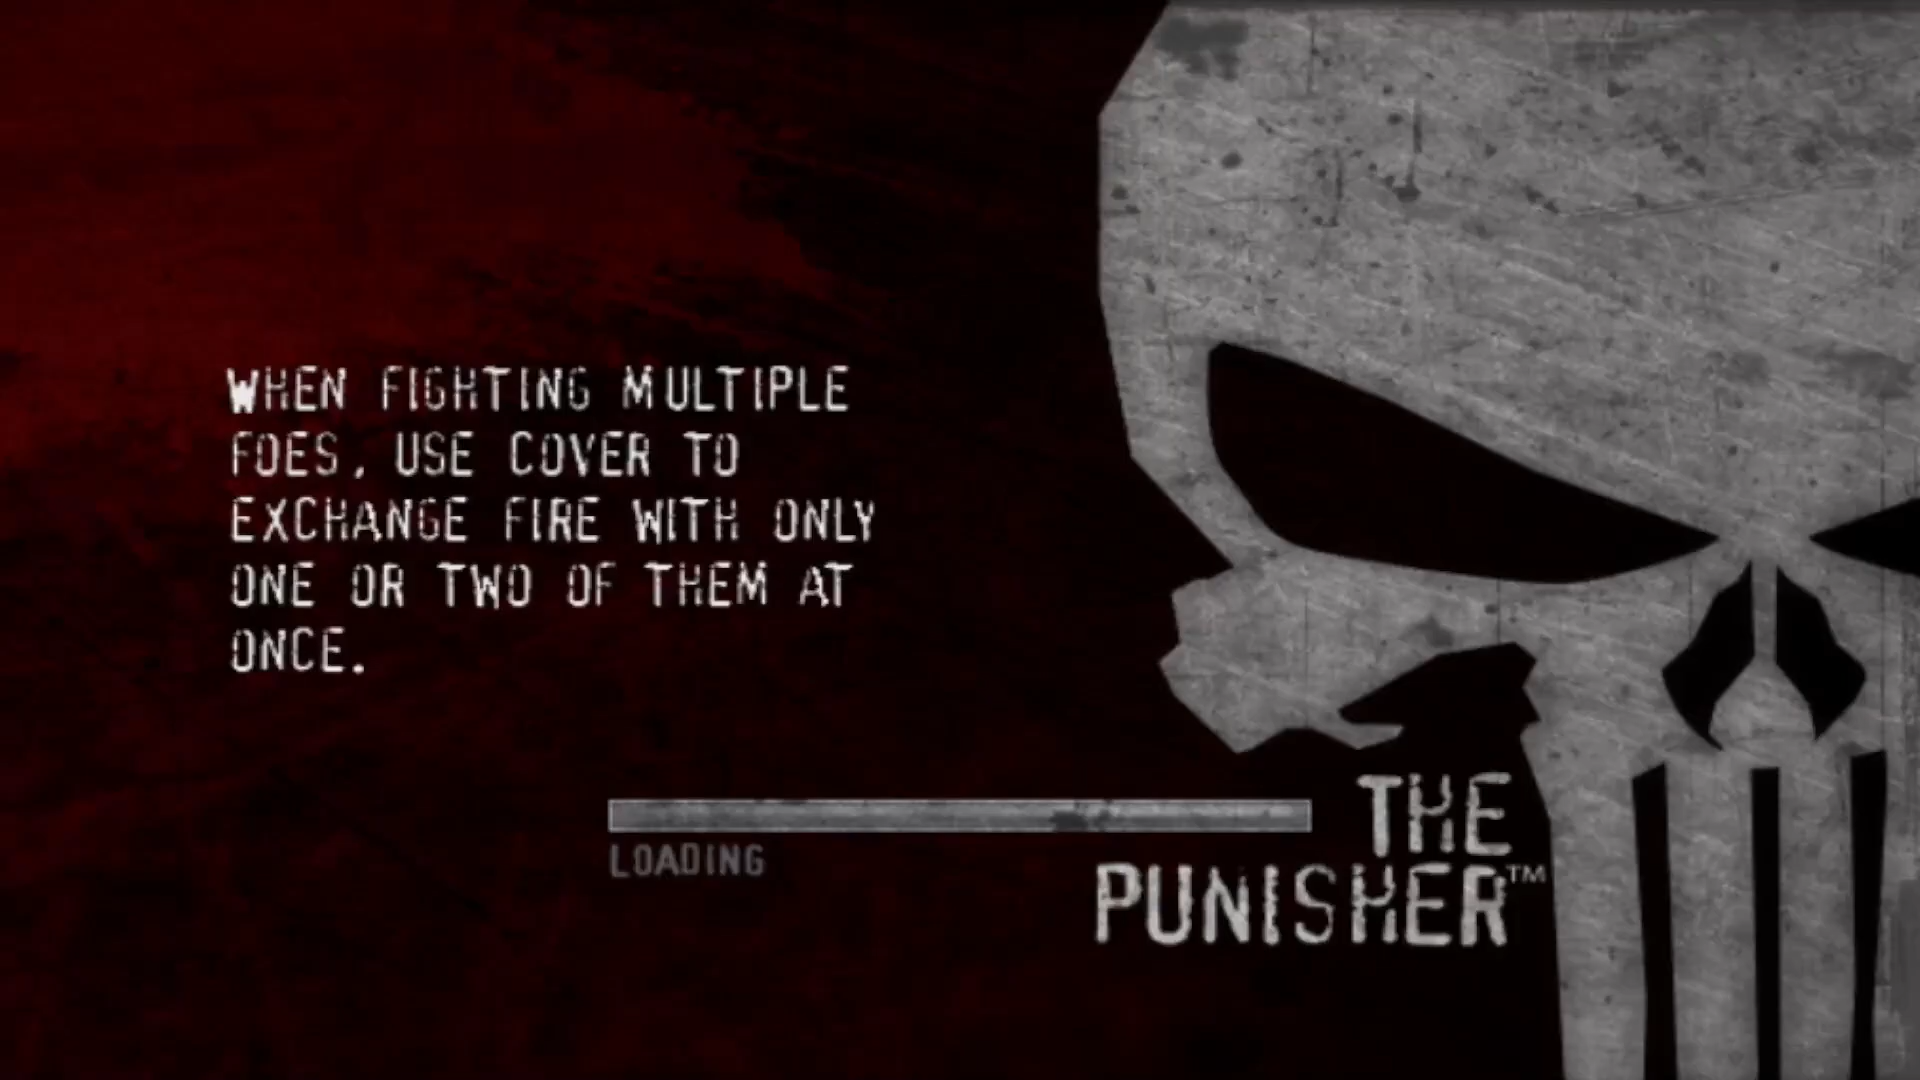 WHEN FIGHTING MULTIPLE
FOES, USE COVER TO
EXCHANGE FIRE WITH ONLY
ONE OR TWO OF THEM AT
ONCE.
LOADING
THE
PUNISHER™